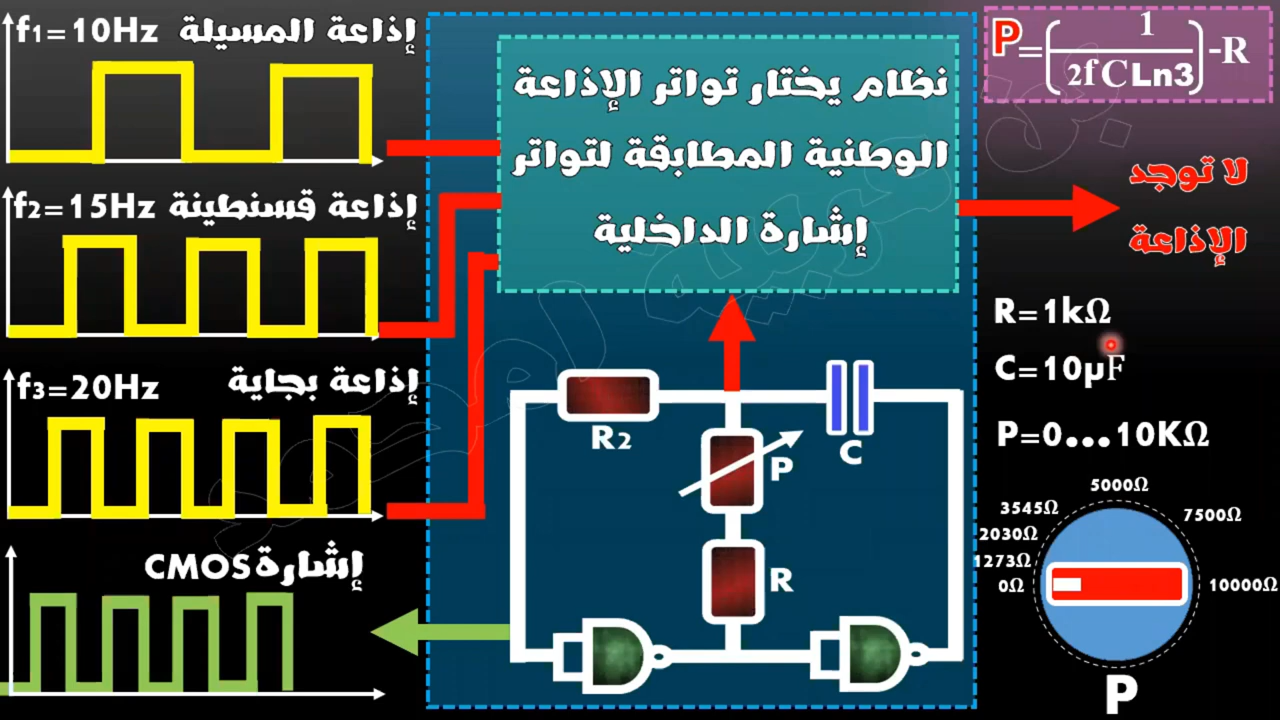 f1=10Hz إذاعة المسيلة
f2=15Hz إذاعة قسنطينة
f3=20Hz إذاعة بجاية
إشارة CMOS
نظام يختار تواتر الإذاعة
الوطنية المطابقة لتواتر
إشارة الداخلية
R2
P
C
R
P=(1/2fCLn3)-R
لا توجد
الإذاعة
R=1kΩ
C=10µF
P=0...10KΩ
5000Ω
3545Ω
7500Ω
2030Ω
1273Ω
0Ω
10000Ω
P